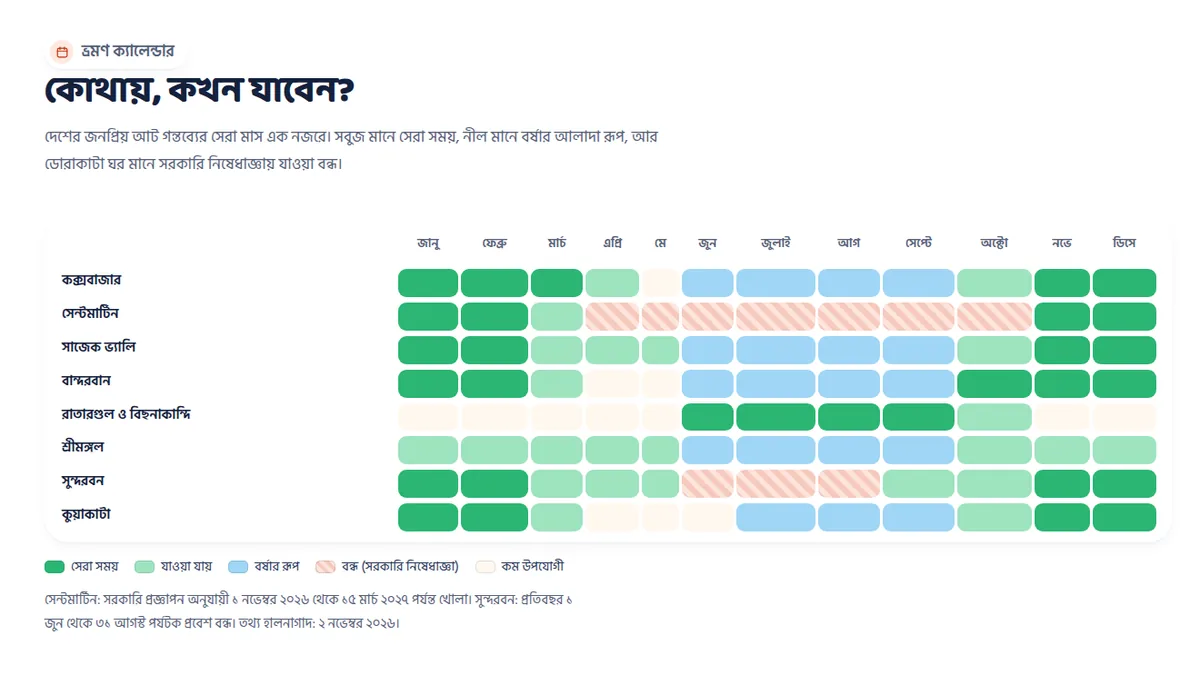 ভ্রমণ ক্যালেন্ডার
কোথায়, কখন যাবেন?
দেশের জনপ্রিয় আট গন্তব্যের সেরা মাস এক নজরে। সবুজ মানে সেরা সময়, নীল মানে বর্ষার আলাদা রূপ, আর
ডোরাকাটা ঘর মানে সরকারি নিষেধাজ্ঞায় যাওয়া বন্ধ।
জানু ফেব্রু মার্চ এপ্রি মে জুন জুলাই আগ সেপ্টে অক্টো নভে ডিসে
কক্সবাজার
সেন্টমার্টিন
সাজেক ভ্যালি
বান্দরবান
রাতারগুল ও বিছনাকান্দি
শ্রীমঙ্গল
সুন্দরবন
কুয়াকাটা
সেরা সময় যাওয়া যায় বর্ষার রূপ বন্ধ (সরকারি নিষেধাজ্ঞা) কম উপযোগী
সেন্টমার্টিন: সরকারি প্রজ্ঞাপন অনুযায়ী ১ নভেম্বর ২০২৬ থেকে ১৫ মার্চ ২০২৭ পর্যন্ত খোলা। সুন্দরবন: প্রতিবছর ১
জুন থেকে ৩১ আগস্ট পর্যটক প্রবেশ বন্ধ। তথ্য হালনাগাদ: ২ নভেম্বর ২০২৬।